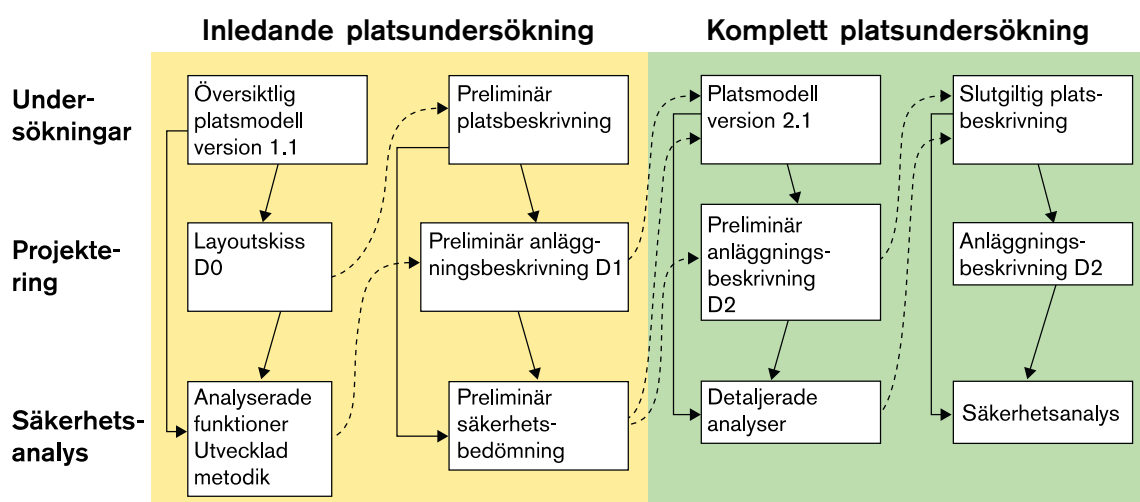 Inledande platsundersökning
Komplett platsundersökning
Under-
sökningar
Översiktlig
platsmodell
version 1.1
Preliminär
platsbeskrivning
Platsmodell
version 2.1
Slutgiltig plats-
beskrivning
Projekte-
ring
Layoutskiss
D0
Preliminär anlägg-
ningsbeskrivning D1
Preliminär
anläggnings-
beskrivning
D2
Anläggnings-
beskrivning D2
Säkerhets-
analys
Analyserade
funktioner
Utvecklad
metodik
Preliminär
säkerhets-
bedömning
Detaljerade
analyser
Säkerhetsanalys